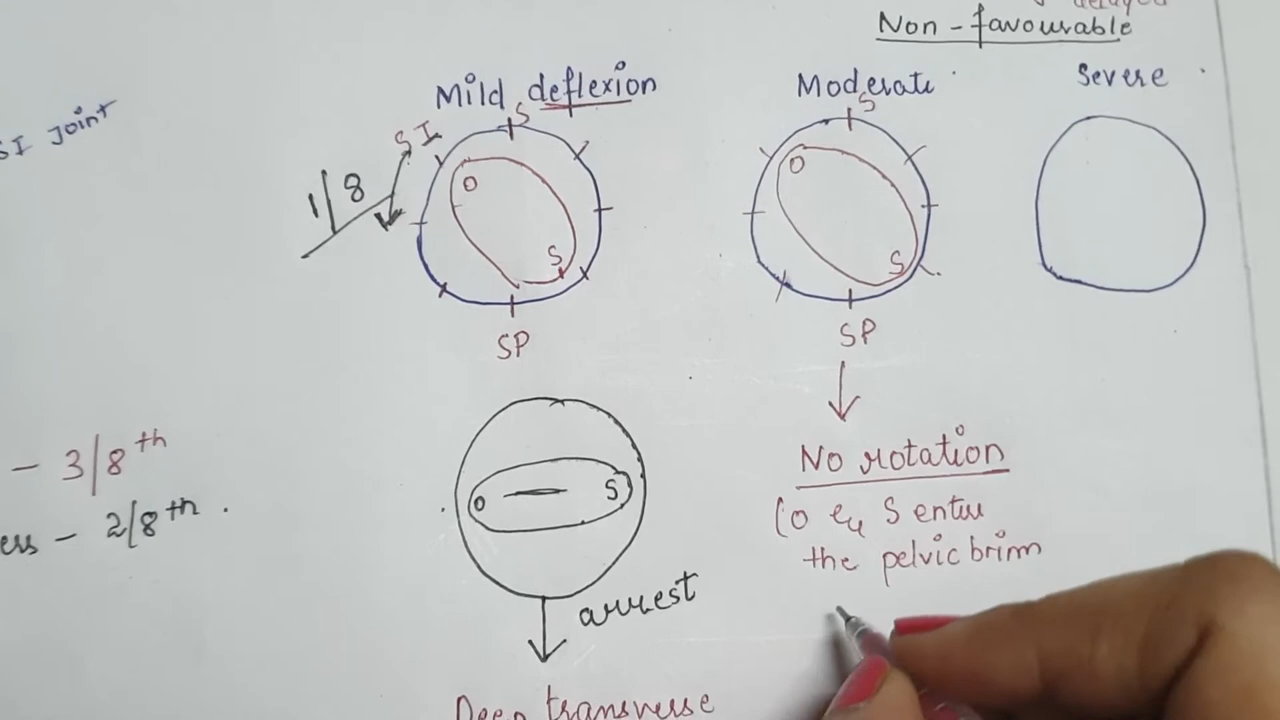 Non - favourable
Mild deflexion
Moderate
Severe
SI Joint
SI
S
S
1/8
O
S
O
S
SP
SP
- 3/8th
- 2/8th .
O
S
No rotation
(O & S enter
the pelvic brim
arrest
Deep transverse